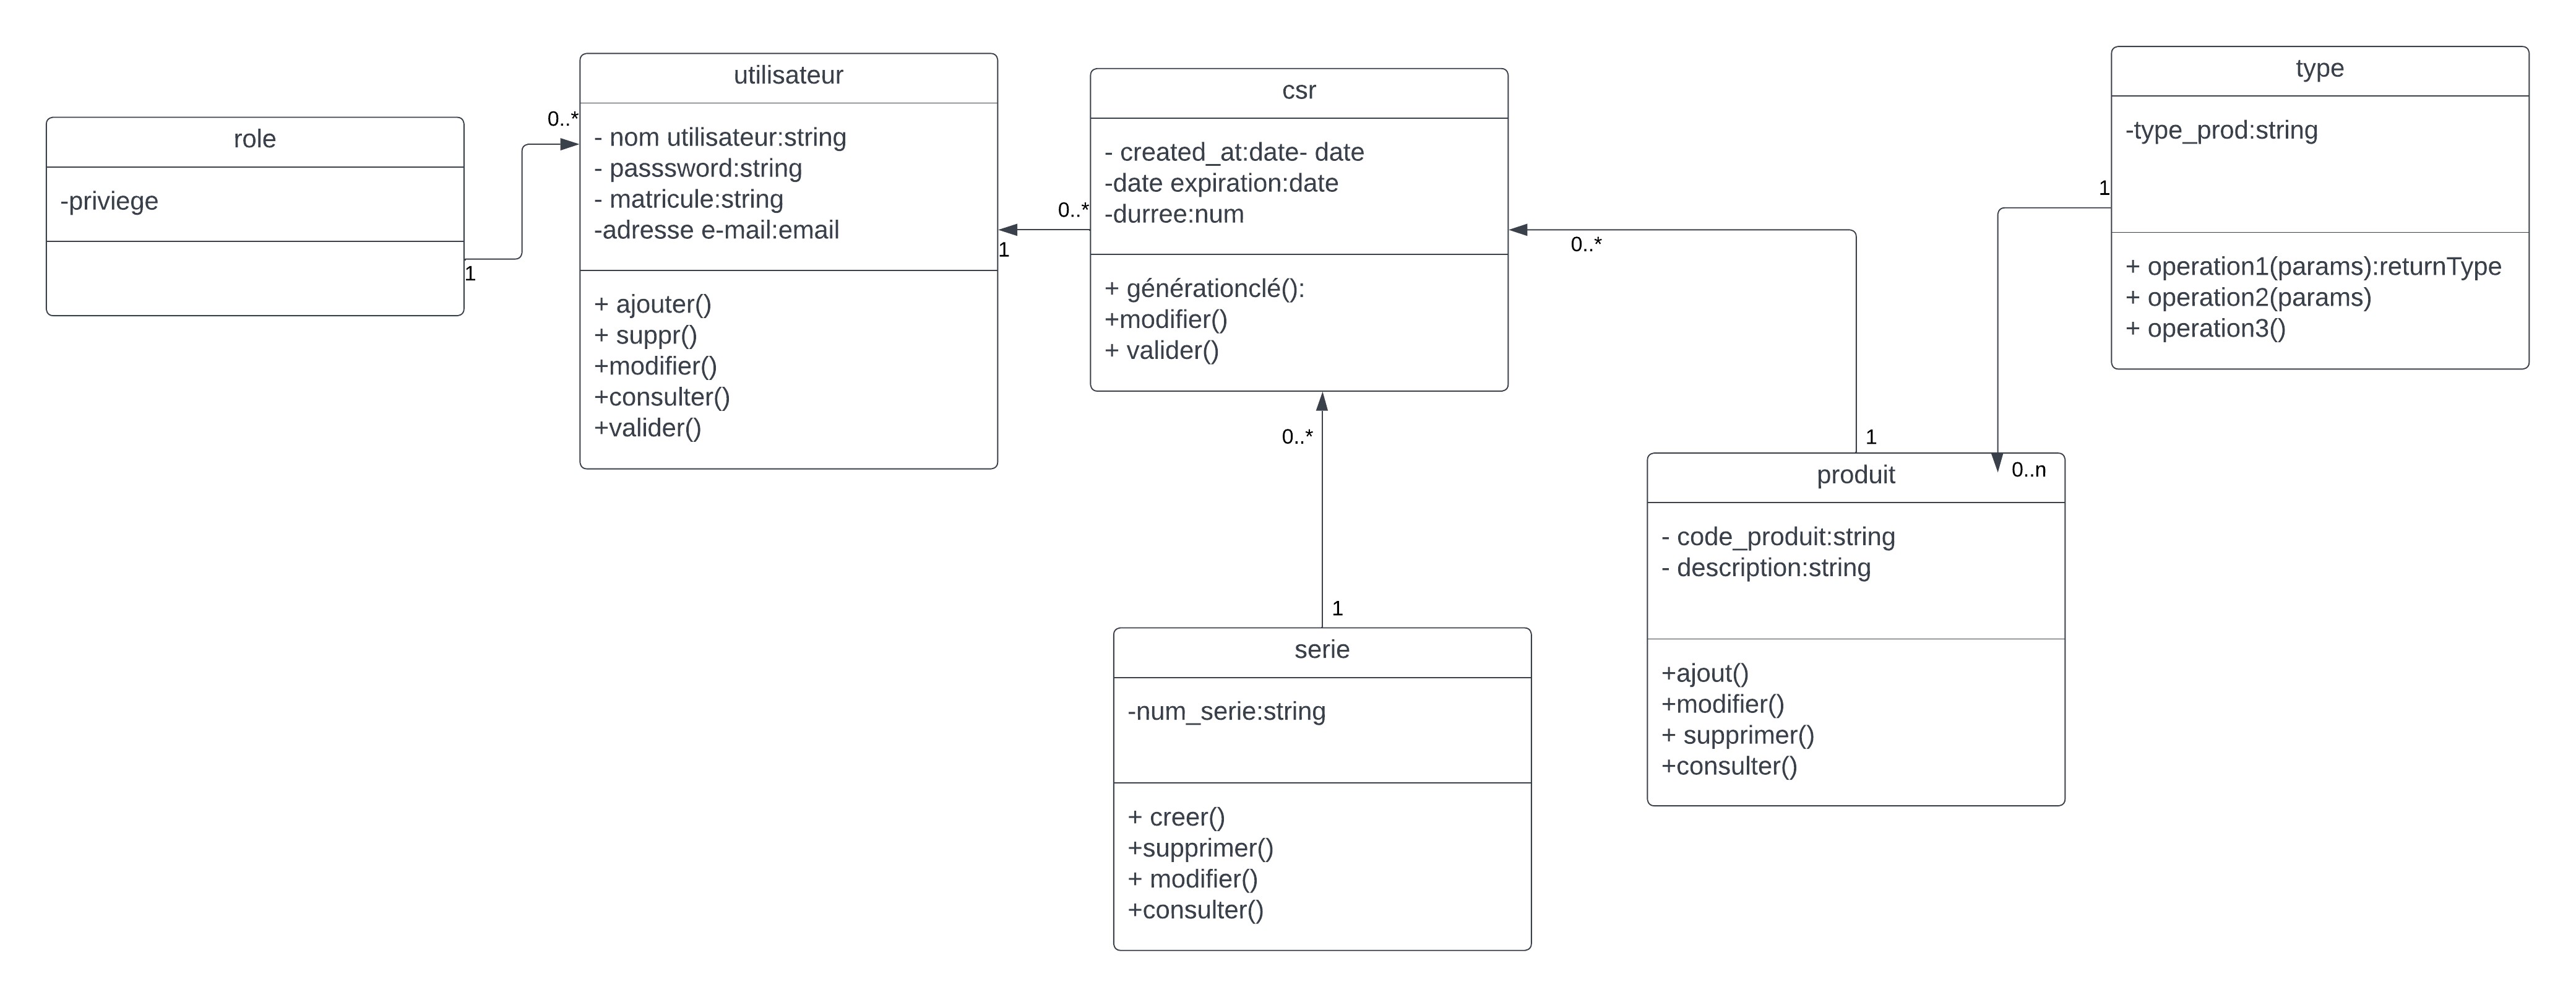 role
-priviege
1
0..*
utilisateur
- nom utilisateur:string
- passsword:string
- matricule:string
-adresse e-mail:email
+ ajouter()
+ suppr()
+modifier()
+consulter()
+valider()
1
0..*
csr
- created_at:date- date
-date expiration:date
-durree:num
+ générationclé():
+modifier()
+ valider()
0..*
0..*
1
serie
-num_serie:string
+ creer()
+supprimer()
+ modifier()
+consulter()
1
produit
0..n
- code_produit:string
- description:string
+ajout()
+modifier()
+ supprimer()
+consulter()
1
type
-type_prod:string
+ operation1(params):returnType
+ operation2(params)
+ operation3()